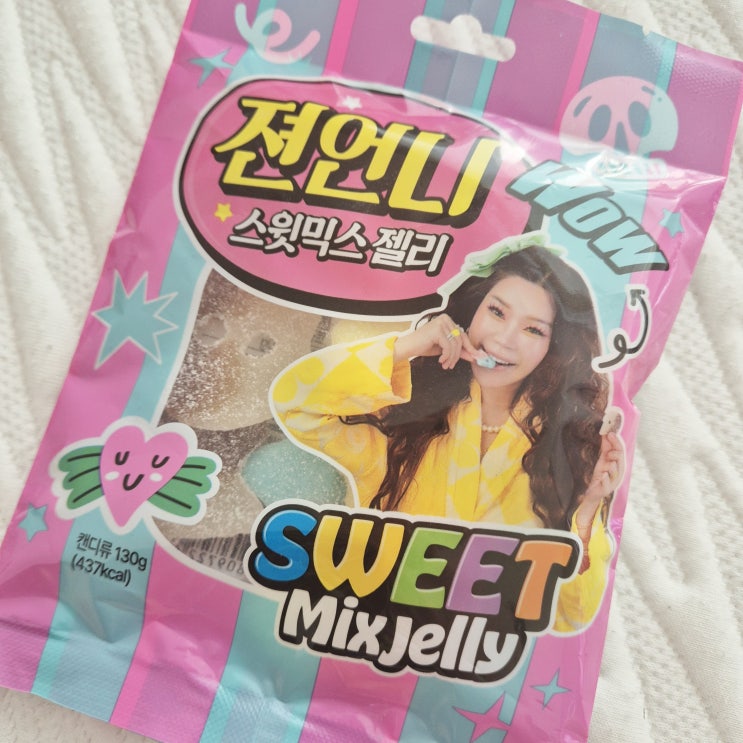 젼언니
스윗믹스 젤리
WOW
캔디류 130g
(437kcal)
SWEET
MixJelly